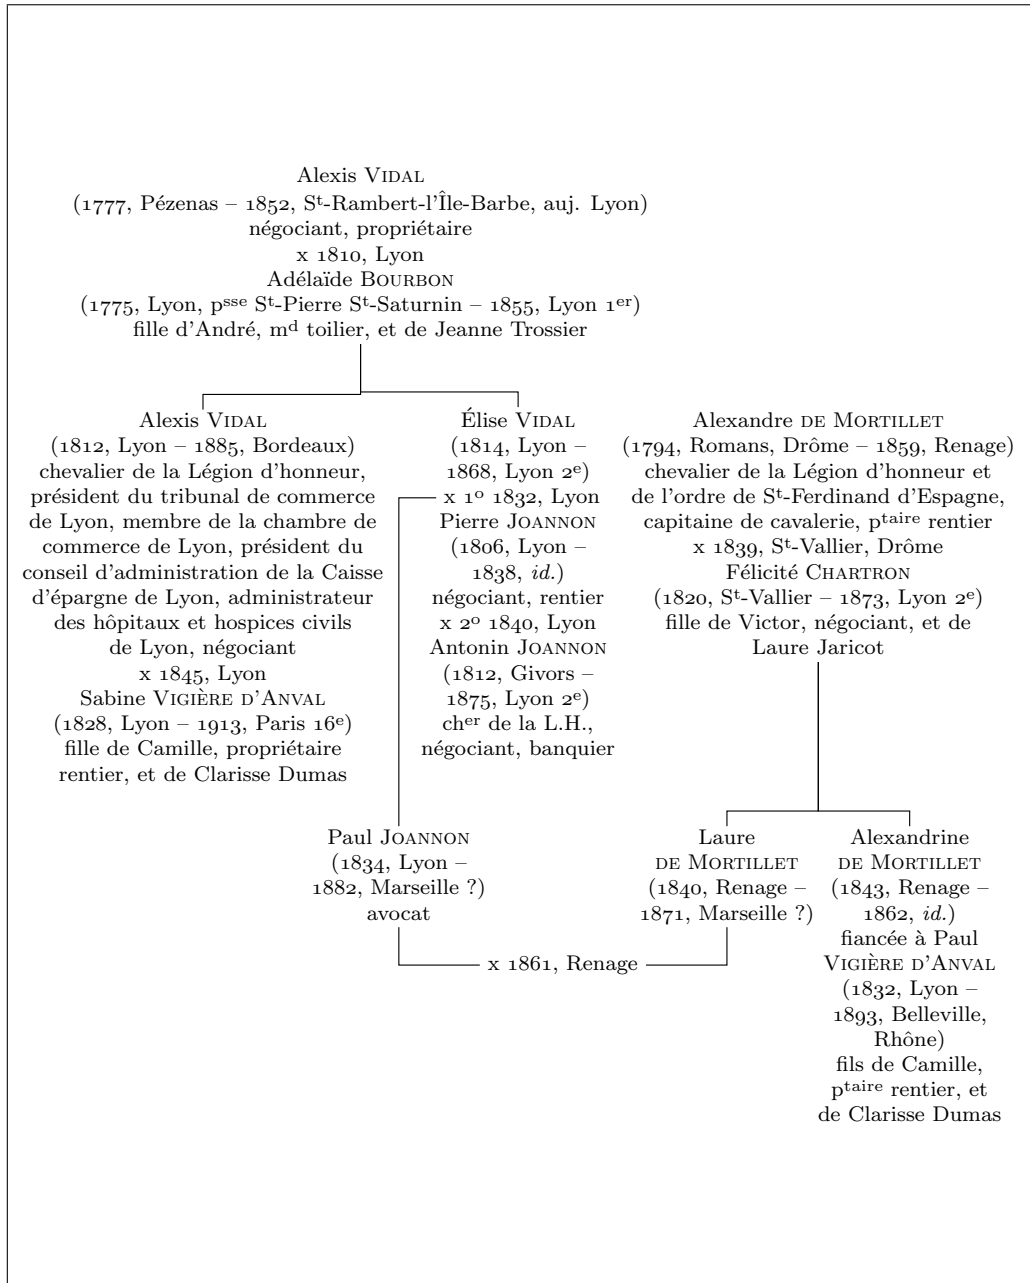 Alexis VIDAL
(1777, Pézenas – 1852, St-Rambert-l'Île-Barbe, auj. Lyon)
négociant, propriétaire
x 1810, Lyon
Adélaïde BOURBON
(1775, Lyon, psse St-Pierre St-Saturnin – 1855, Lyon 1er)
fille d'André, md toilier, et de Jeanne Trossier
Alexis VIDAL
(1812, Lyon – 1885, Bordeaux)
chevalier de la Légion d'honneur,
président du tribunal de commerce
de Lyon, membre de la chambre de
commerce de Lyon, président du
conseil d'administration de la Caisse
d'épargne de Lyon, administrateur
des hôpitaux et hospices civils
de Lyon, négociant
x 1845, Lyon
Sabine VIGIÈRE D'ANVAL
(1828, Lyon – 1913, Paris 16e)
fille de Camille, propriétaire
rentier, et de Clarisse Dumas
Élise VIDAL
(1814, Lyon –
1868, Lyon 2e)
x 1o 1832, Lyon
Pierre JOANNON
(1806, Lyon –
1838, id.)
négociant, rentier
x 2o 1840, Lyon
Antonin JOANNON
(1812, Givors –
1875, Lyon 2e)
cher de la L.H.,
négociant, banquier
Alexandre DE MORTILLET
(1794, Romans, Drôme – 1859, Renage)
chevalier de la Légion d'honneur et
de l'ordre de St-Ferdinand d'Espagne,
capitaine de cavalerie, ptaire rentier
x 1839, St-Vallier, Drôme
Félicité CHARTRON
(1820, St-Vallier – 1873, Lyon 2e)
fille de Victor, négociant, et de
Laure Jaricot
Paul JOANNON
(1834, Lyon –
1882, Marseille ?)
avocat
Laure
DE MORTILLET
(1840, Renage –
1871, Marseille ?)
x 1861, Renage
Alexandrine
DE MORTILLET
(1843, Renage –
1862, id.)
fiancée à Paul
VIGIÈRE D'ANVAL
(1832, Lyon –
1893, Belleville,
Rhône)
fils de Camille,
ptaire rentier, et
de Clarisse Dumas